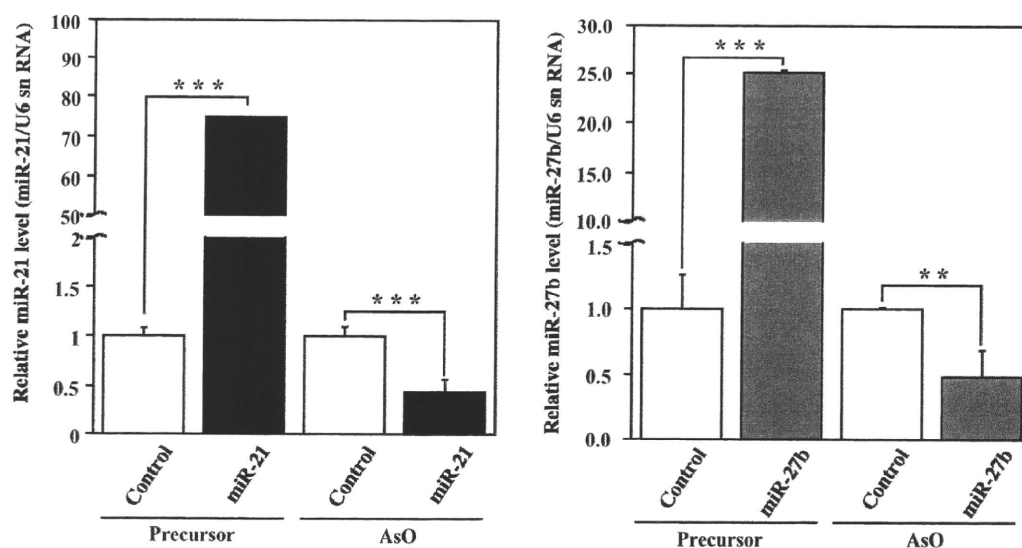 Relative miR-21 level (miR-21/U6 sn RNA)
100
90
80
70
60
50
2
1.5
1
0.5
0
***
***
Control
miR-21
Control
miR-21
Precursor
AsO
Relative miR-27b level (miR-27b/U6 sn RNA)
30.0
25.0
20.0
15.0
10.0
1.5
1.0
0.5
0.0
***
**
Control
miR-27b
Control
miR-27b
Precursor
AsO